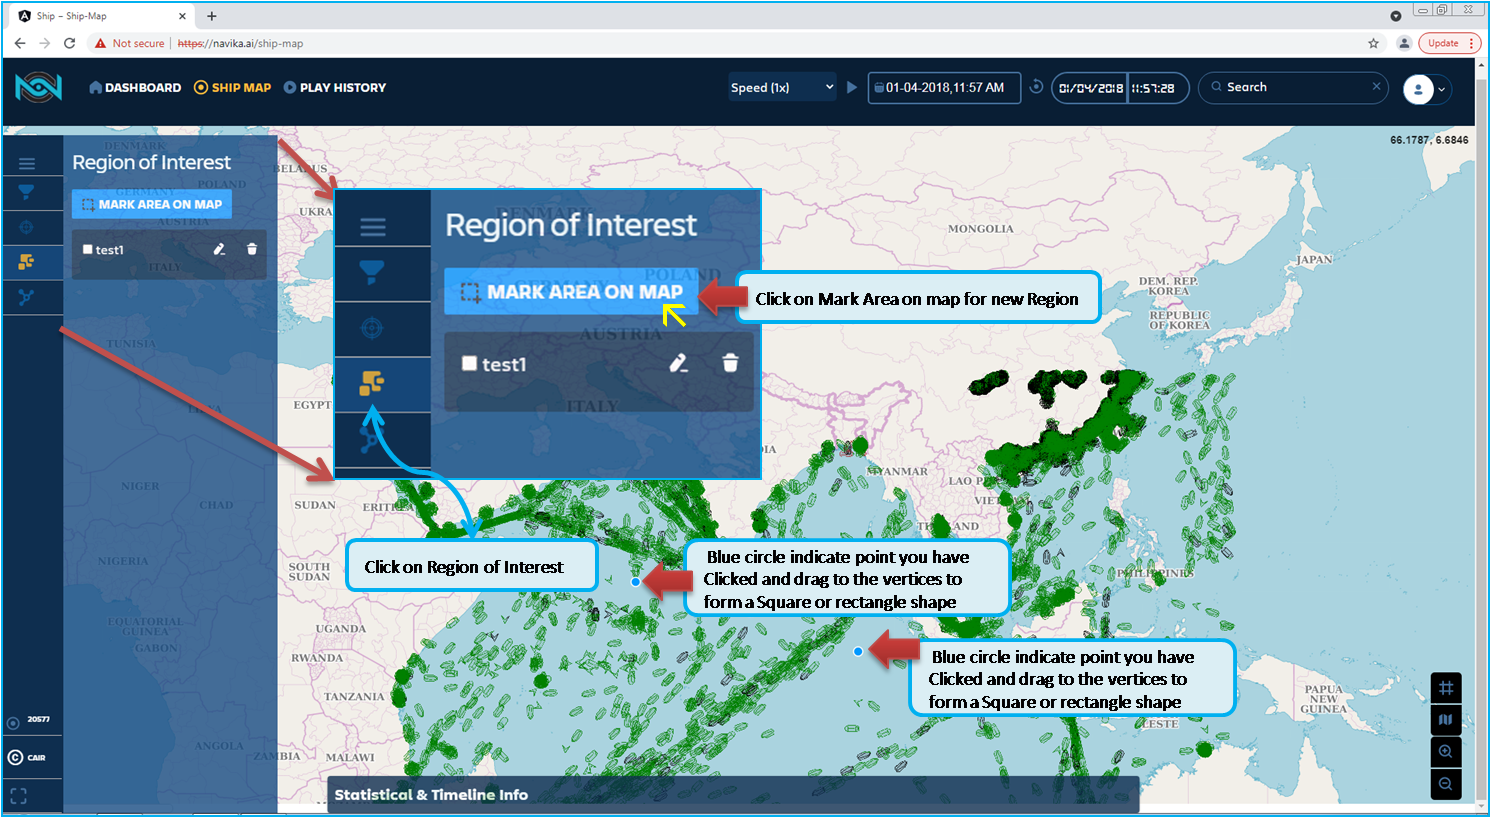 Ship – Ship-Map
Not secure
https://navika.ai/ship-map
Update
DASHBOARD
SHIP MAP
PLAY HISTORY
Speed (1x)
01-04-2018,11:57 AM
01/04/2018
11:57:28
Search
66.1787, 6.6846
Region of Interest
MARK AREA ON MAP
test1
DENMARK
BELARUS
POLAND
GERMANY
UKRA
AUSTRIA
ITALY
TUNISIA
LIBYA
EGYPT
NIGER
CHAD
SUDAN
ERITREA
NIGERIA
SOUTH
SUDAN
EQUATORIAL
GUINEA
GABON
UGANDA
RWANDA
TANZANIA
ANGOLA
ZAMBIA
MALAWI
Region of Interest
MARK AREA ON MAP
test1
DENMARK
POLAND
GERMANY
AUSTRIA
ITALY
Click on Mark Area on map for new Region
Click on Region of Interest
Blue circle indicate point you have
Clicked and drag to the vertices to
form a Square or rectangle shape
Blue circle indicate point you have
Clicked and drag to the vertices to
form a Square or rectangle shape
MONGOLIA
JAPAN
DEM. REP.
KOREA
REPUBLIC
OF KOREA
MYANMAR
LAO P
VIET
THAILAND
PHILIPPINES
PAPUA
NEW
GUINEA
LESTE
20577
CAIR
Statistical & Timeline Info